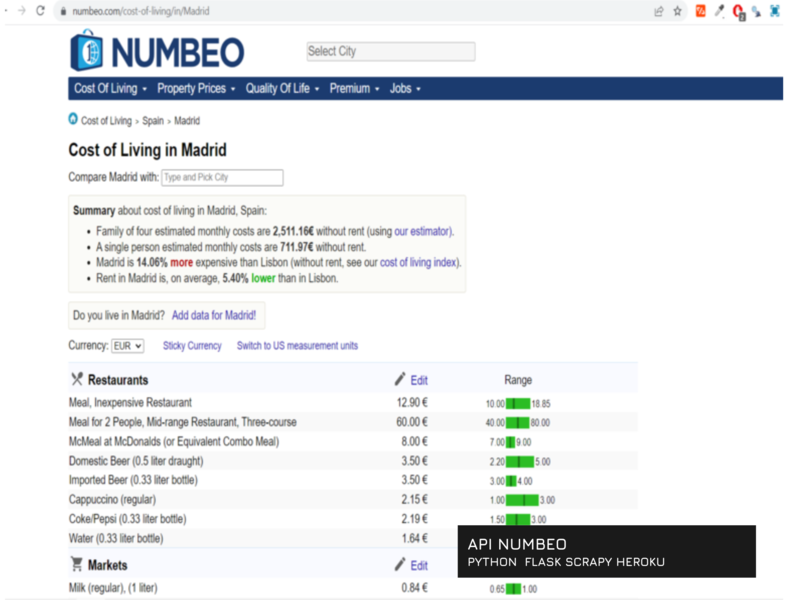 numbeo.com/cost-of-living/in/Madrid
NUMBEO
Select City
Cost Of Living Property Prices Quality Of Life Premium Jobs
Cost of Living > Spain > Madrid
Cost of Living in Madrid
Compare Madrid with: Type and Pick City
Summary about cost of living in Madrid, Spain:
• Family of four estimated monthly costs are 2,511.16€ without rent (using our estimator).
• A single person estimated monthly costs are 711.97€ without rent.
• Madrid is 14.06% more expensive than Lisbon (without rent, see our cost of living index).
• Rent in Madrid is, on average, 5.40% lower than in Lisbon.
Do you live in Madrid? Add data for Madrid!
Currency: EUR Sticky Currency Switch to US measurement units
Restaurants Edit Range
Meal, Inexpensive Restaurant 12.90 € 10.00 18.85
Meal for 2 People, Mid-range Restaurant, Three-course 60.00 € 40.00 80.00
McMeal at McDonalds (or Equivalent Combo Meal) 8.00 € 7.00 9.00
Domestic Beer (0.5 liter draught) 3.50 € 2.20 5.00
Imported Beer (0.33 liter bottle) 3.50 € 3.00 4.00
Cappuccino (regular) 2.15 € 1.00 3.00
Coke/Pepsi (0.33 liter bottle) 2.19 € 1.50 3.00
Water (0.33 liter bottle) 1.64 €
API NUMBEO
PYTHON FLASK SCRAPY HEROKU
Markets Edit
Milk (regular), (1 liter) 0.84 € 0.65 1.00